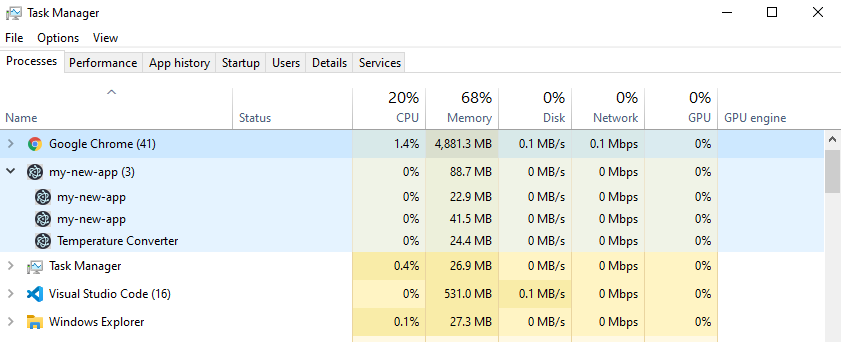 Task Manager
File Options View
Processes Performance App history Startup Users Details Services
20% 68% 0% 0% 0%
Name Status CPU Memory Disk Network GPU GPU engine
Google Chrome (41) 1.4% 4,881.3 MB 0.1 MB/s 0.1 Mbps 0%
my-new-app (3) 0% 88.7 MB 0 MB/s 0 Mbps 0%
my-new-app 0% 22.9 MB 0 MB/s 0 Mbps 0%
my-new-app 0% 41.5 MB 0 MB/s 0 Mbps 0%
Temperature Converter 0% 24.4 MB 0 MB/s 0 Mbps 0%
Task Manager 0.4% 26.9 MB 0 MB/s 0 Mbps 0%
Visual Studio Code (16) 0% 531.0 MB 0.1 MB/s 0 Mbps 0%
Windows Explorer 0.1% 27.3 MB 0 MB/s 0 Mbps 0%